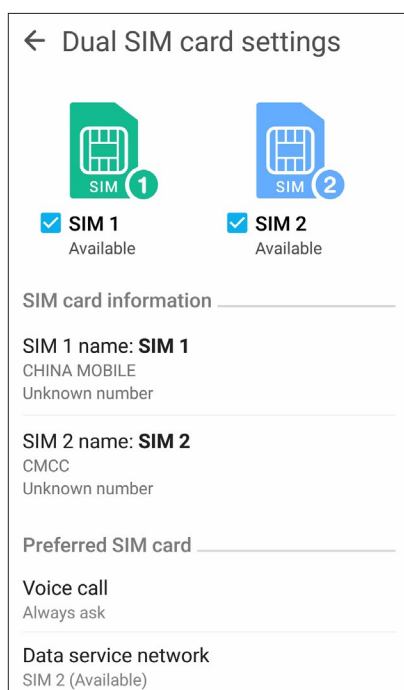 Dual SIM card settings
SIM 1
SIM 2
SIM 1
SIM 2
Available
Available
SIM card information
SIM 1 name: SIM 1
CHINA MOBILE
Unknown number
SIM 2 name: SIM 2
CMCC
Unknown number
Preferred SIM card
Voice call
Always ask
Data service network
SIM 2 (Available)